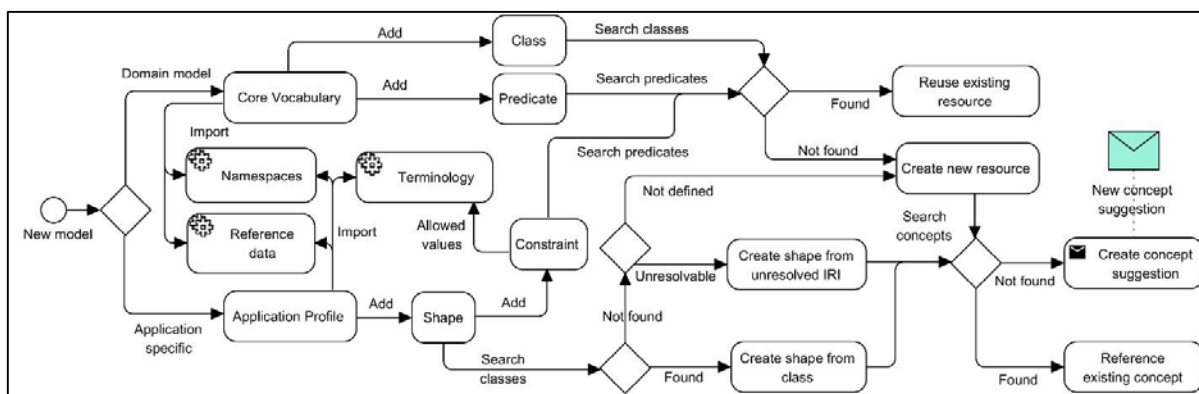 Add
Class
Search classes
Domain model
Core Vocabulary
Add
Predicate
Search predicates
Found
Reuse existing
resource
Import
Search predicates
Not found
Namespaces
Terminology
Not defined
Create new resource
New concept
suggestion
New model
Reference
data
Import
Allowed
values
Constraint
Search
concepts
Unresolvable
Create shape from
unresolved IRI
Not found
Create concept
suggestion
Application
specific
Application Profile
Add
Shape
Add
Not found
Search
classes
Found
Create shape from
class
Found
Reference
existing concept